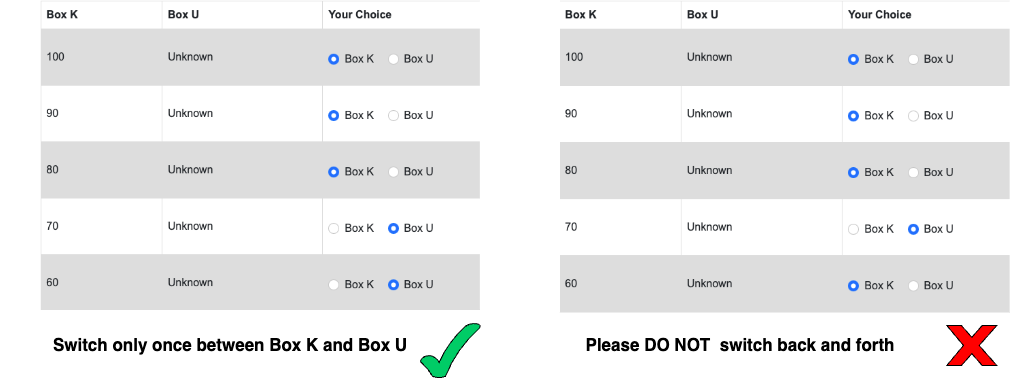 Box K Box U Your Choice
100 Unknown Box K Box U
90 Unknown Box K Box U
80 Unknown Box K Box U
70 Unknown Box K Box U
60 Unknown Box K Box U
Switch only once between Box K and Box U
Box K Box U Your Choice
100 Unknown Box K Box U
90 Unknown Box K Box U
80 Unknown Box K Box U
70 Unknown Box K Box U
60 Unknown Box K Box U
Please DO NOT switch back and forth